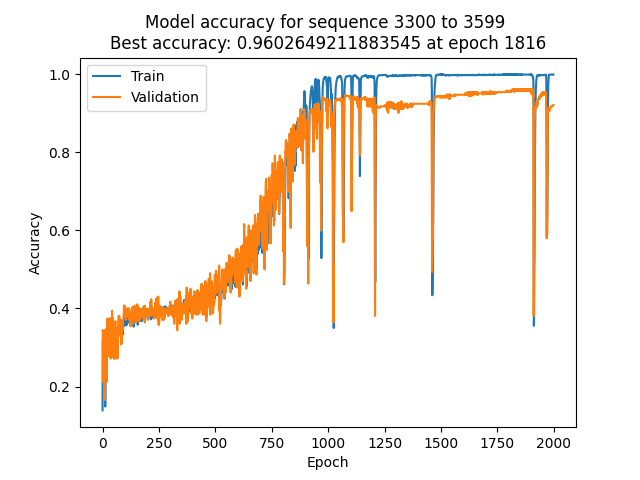 Model accuracy for sequence 3300 to 3599
Best accuracy: 0.9602649211883545 at epoch 1816
Train
Validation
1.0
0.8
0.6
0.4
0.2
Accuracy
0 250 500 750 1000 1250 1500 1750 2000
Epoch